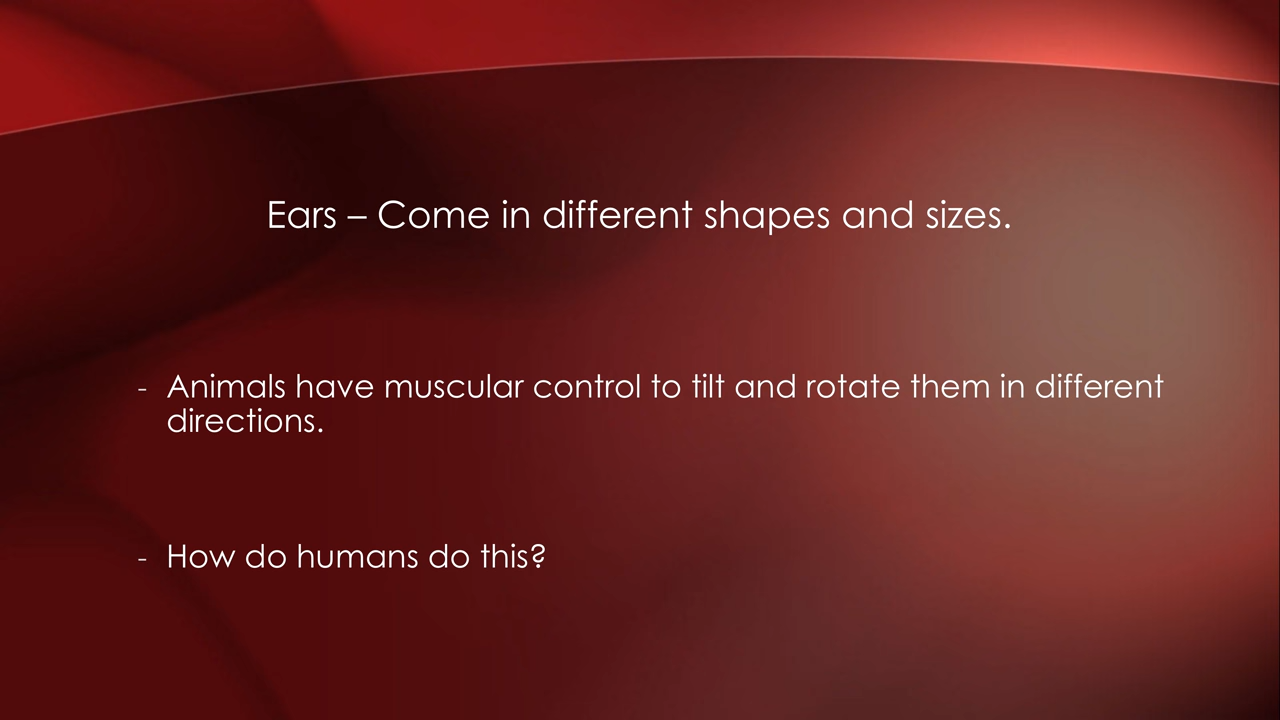 Ears – Come in different shapes and sizes.
- Animals have muscular control to tilt and rotate them in different
directions.
- How do humans do this?